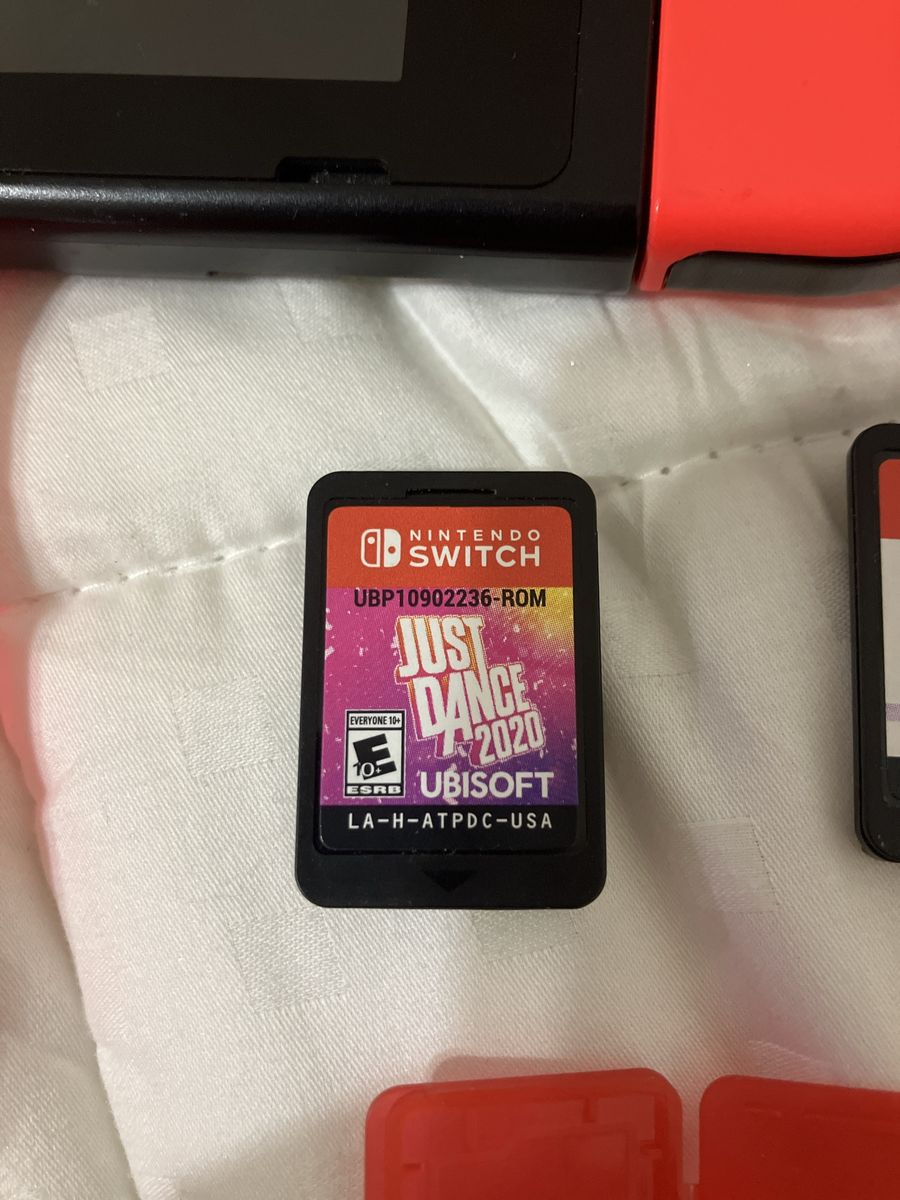 NINTENDO
SWITCH
UBP10902236-ROM
JUST
DANCE
2020
EVERYONE 10+
E
10+
ESRB
UBISOFT
LA-H-ATPDC-USA